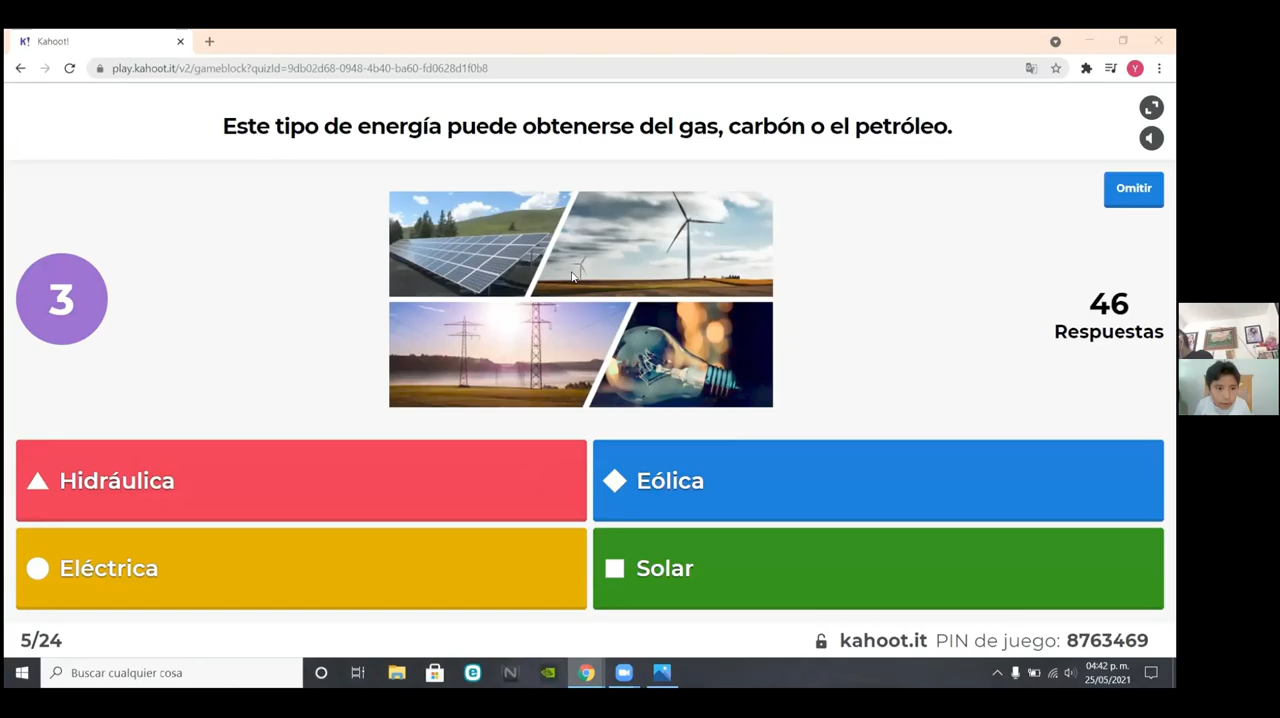 K! Kahoot!
play.kahoot.it/v2/gameblock?quizId=9db02d68-0948-4b40-ba60-fd0628d1f0b8
Y
Este tipo de energía puede obtenerse del gas, carbón o el petróleo.
Omitir
3
46
Respuestas
Hidráulica
Eólica
Eléctrica
Solar
5/24
kahoot.it PIN de juego: 8763469
Buscar cualquier cosa
04:42 p. m.
25/05/2021